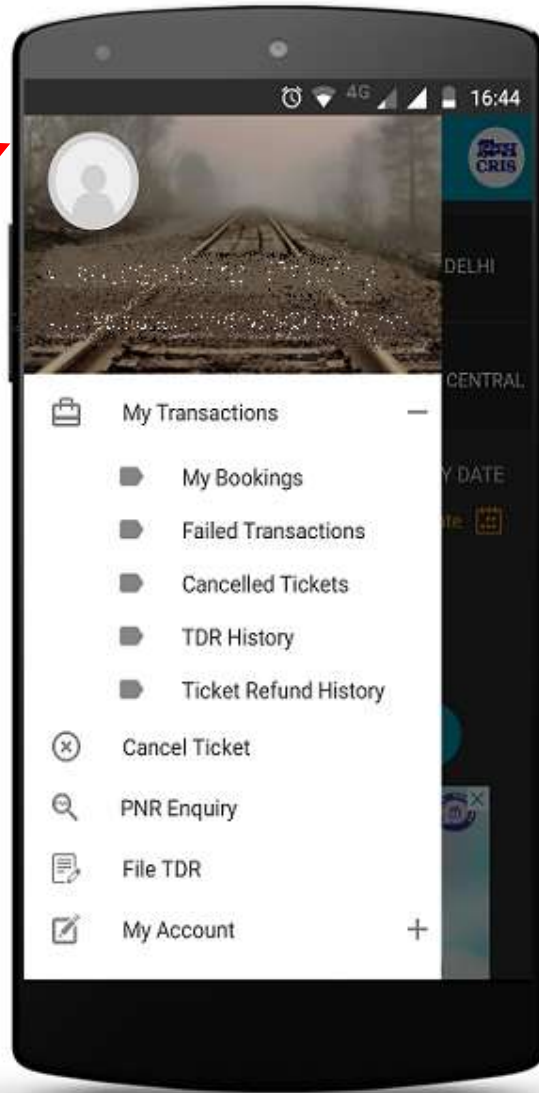 4G 16:44
CRIS
DELHI
CENTRAL
My Transactions
Y DATE
My Bookings
Failed Transactions
Cancelled Tickets
TDR History
Ticket Refund History
Cancel Ticket
PNR Enquiry
File TDR
My Account